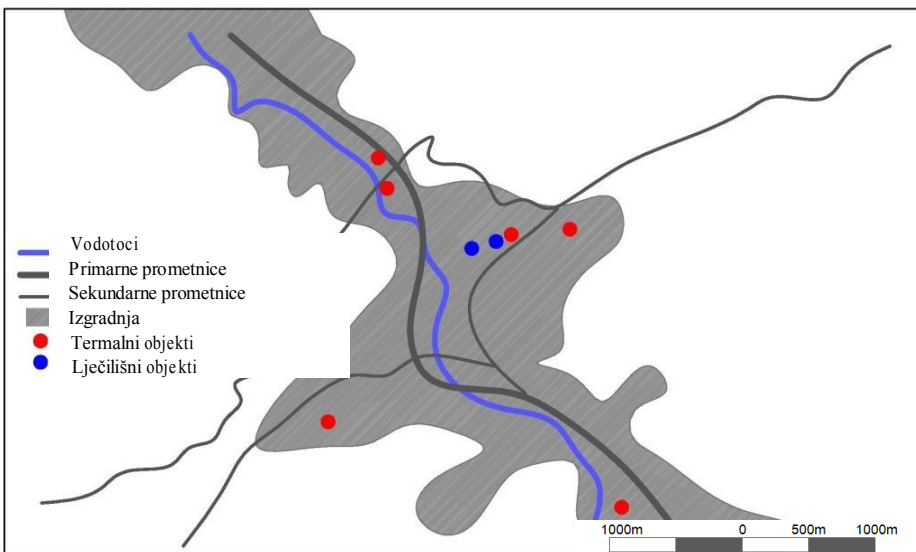 Vodotoci
Primarne prometnice
Sekundarne prometnice
Izgradnja
Termalni objekti
Lječilišni objekti
1000m 0 500m 1000m